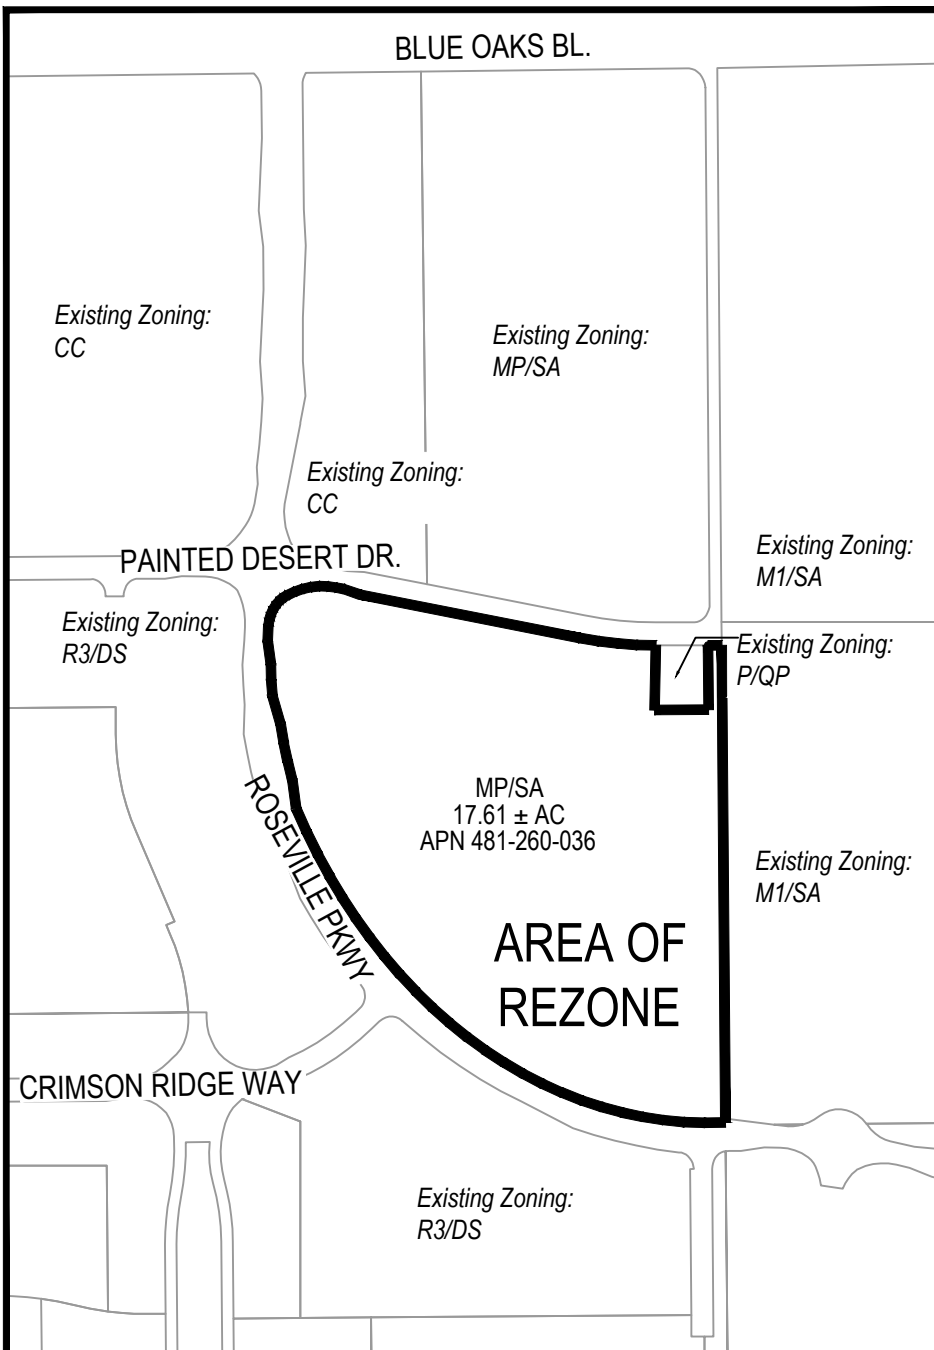 BLUE OAKS BL.
Existing Zoning:
CC
Existing Zoning:
MP/SA
Existing Zoning:
CC
PAINTED DESERT DR.
Existing Zoning:
M1/SA
Existing Zoning:
R3/DS
Existing Zoning:
P/QP
ROSEVILLE PKWY
MP/SA
17.61 ± AC
APN 481-260-036
Existing Zoning:
M1/SA
AREA OF
REZONE
CRIMSON RIDGE WAY
Existing Zoning:
R3/DS